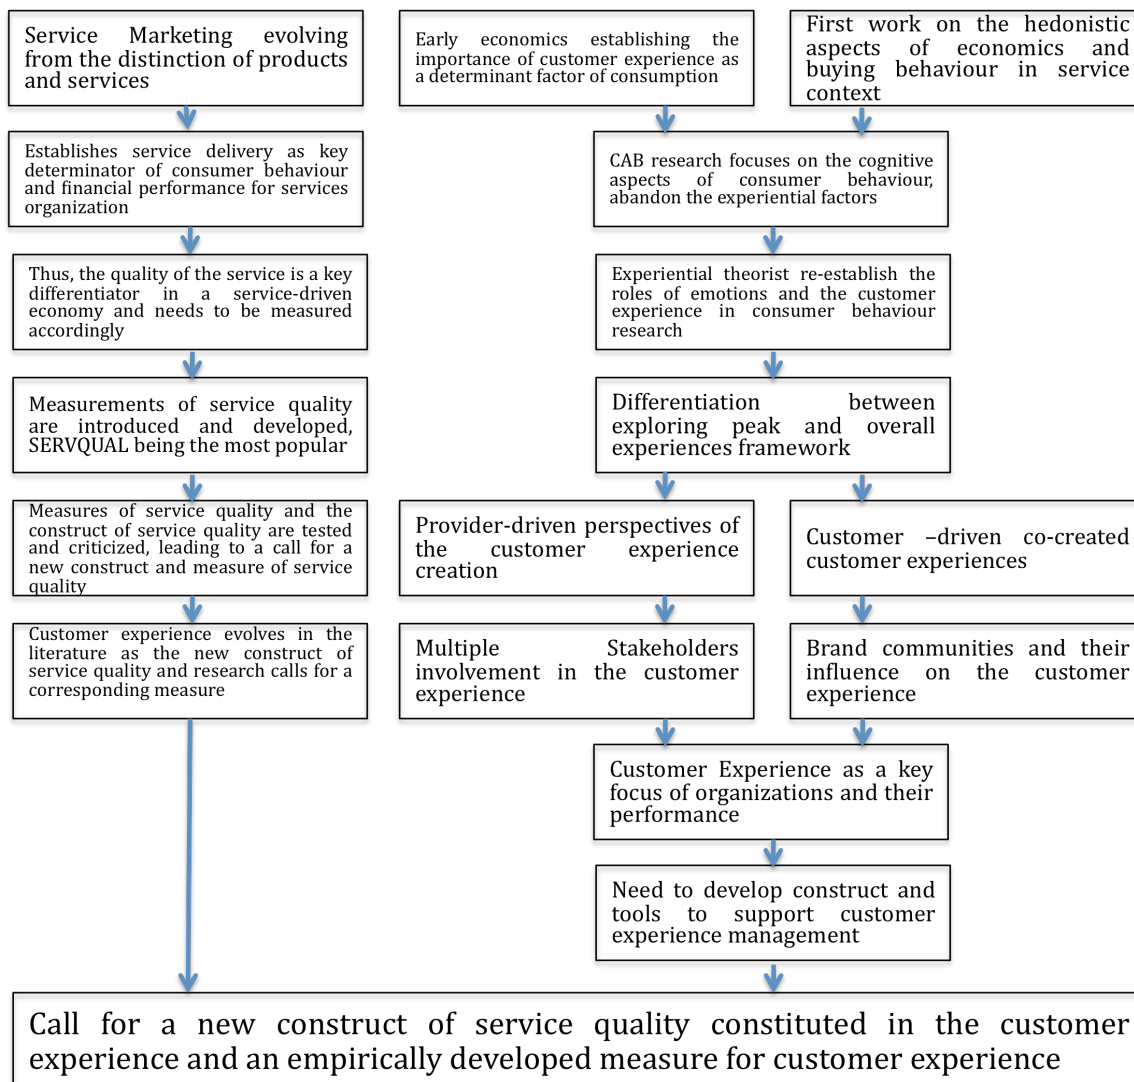 Service Marketing evolving
from the distinction of products
and services
Early economics establishing the
importance of customer experience as
a determinant factor of consumption
First work on the hedonistic
aspects of economics and
buying behaviour in service
context
Establishes service delivery as key
determinator of consumer behaviour
and financial performance for services
organization
CAB research focuses on the cognitive
aspects of consumer behaviour,
abandon the experiential factors
Thus, the quality of the service is a key
differentiator in a service-driven
economy and needs to be measured
accordingly
Experiential theorist re-establish the
roles of emotions and the customer
experience in consumer behaviour
research
Measurements of service quality
are introduced and developed,
SERVQUAL being the most popular
Differentiation between
exploring peak and overall
experiences framework
Measures of service quality and the
construct of service quality are tested
and criticized, leading to a call for a
new construct and measure of service
quality
Provider-driven perspectives of
the customer experience
creation
Customer –driven co-created
customer experiences
Customer experience evolves in the
literature as the new construct of
service quality and research calls for a
corresponding measure
Multiple Stakeholders
involvement in the customer
experience
Brand communities and their
influence on the customer
experience
Customer Experience as a key
focus of organizations and their
performance
Need to develop construct and
tools to support customer
experience management
Call for a new construct of service quality constituted in the customer
experience and an empirically developed measure for customer experience